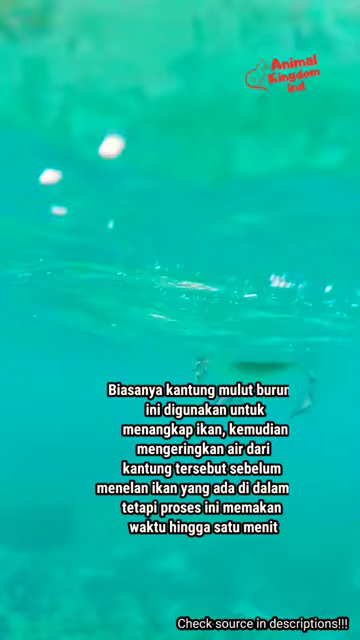 Animal
Kingdom
ind
Biasanya kantung mulut burun
ini digunakan untuk
menangkap ikan, kemudian
mengeringkan air dari
kantung tersebut sebelum
menelan ikan yang ada di dalam
tetapi proses ini memakan
waktu hingga satu menit
Check source in descriptions!!!